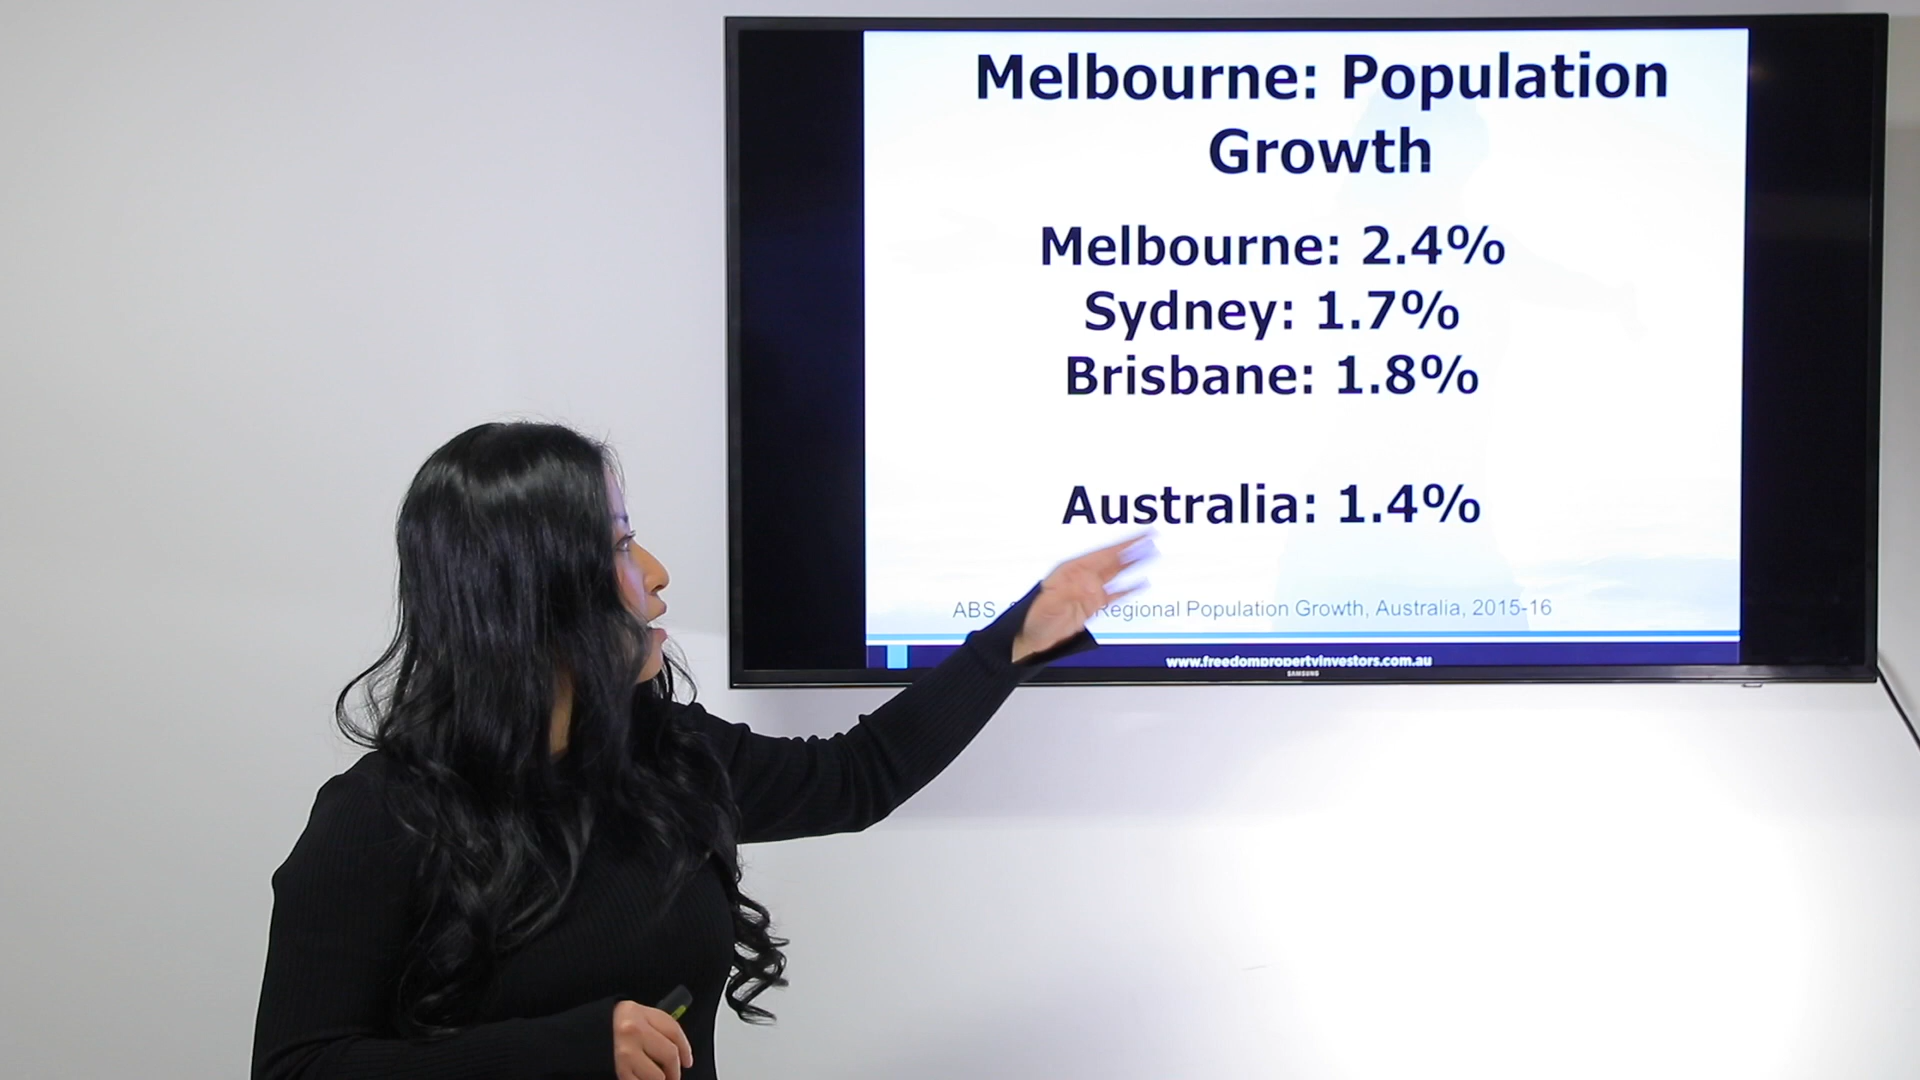 Melbourne: Population
Growth
Melbourne: 2.4%
Sydney: 1.7%
Brisbane: 1.8%
Australia: 1.4%
ABS Regional Population Growth, Australia, 2015-16
www.freedompropertyinvestors.com.au
SAMSUNG